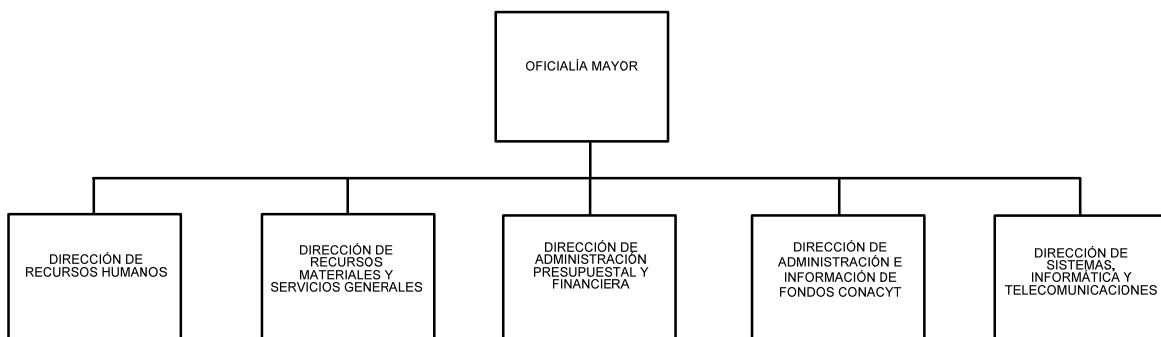 OFICIALÍA MAYOR
DIRECCIÓN DE
RECURSOS HUMANOS
DIRECCIÓN DE
RECURSOS
MATERIALES Y
SERVICIOS GENERALES
DIRECCIÓN DE
ADMINISTRACIÓN
PRESUPUESTAL Y
FINANCIERA
DIRECCIÓN DE
ADMINISTRACIÓN E
INFORMACIÓN DE
FONDOS CONACYT
DIRECCIÓN DE
SISTEMAS,
INFORMÁTICA Y
TELECOMUNICACIONES